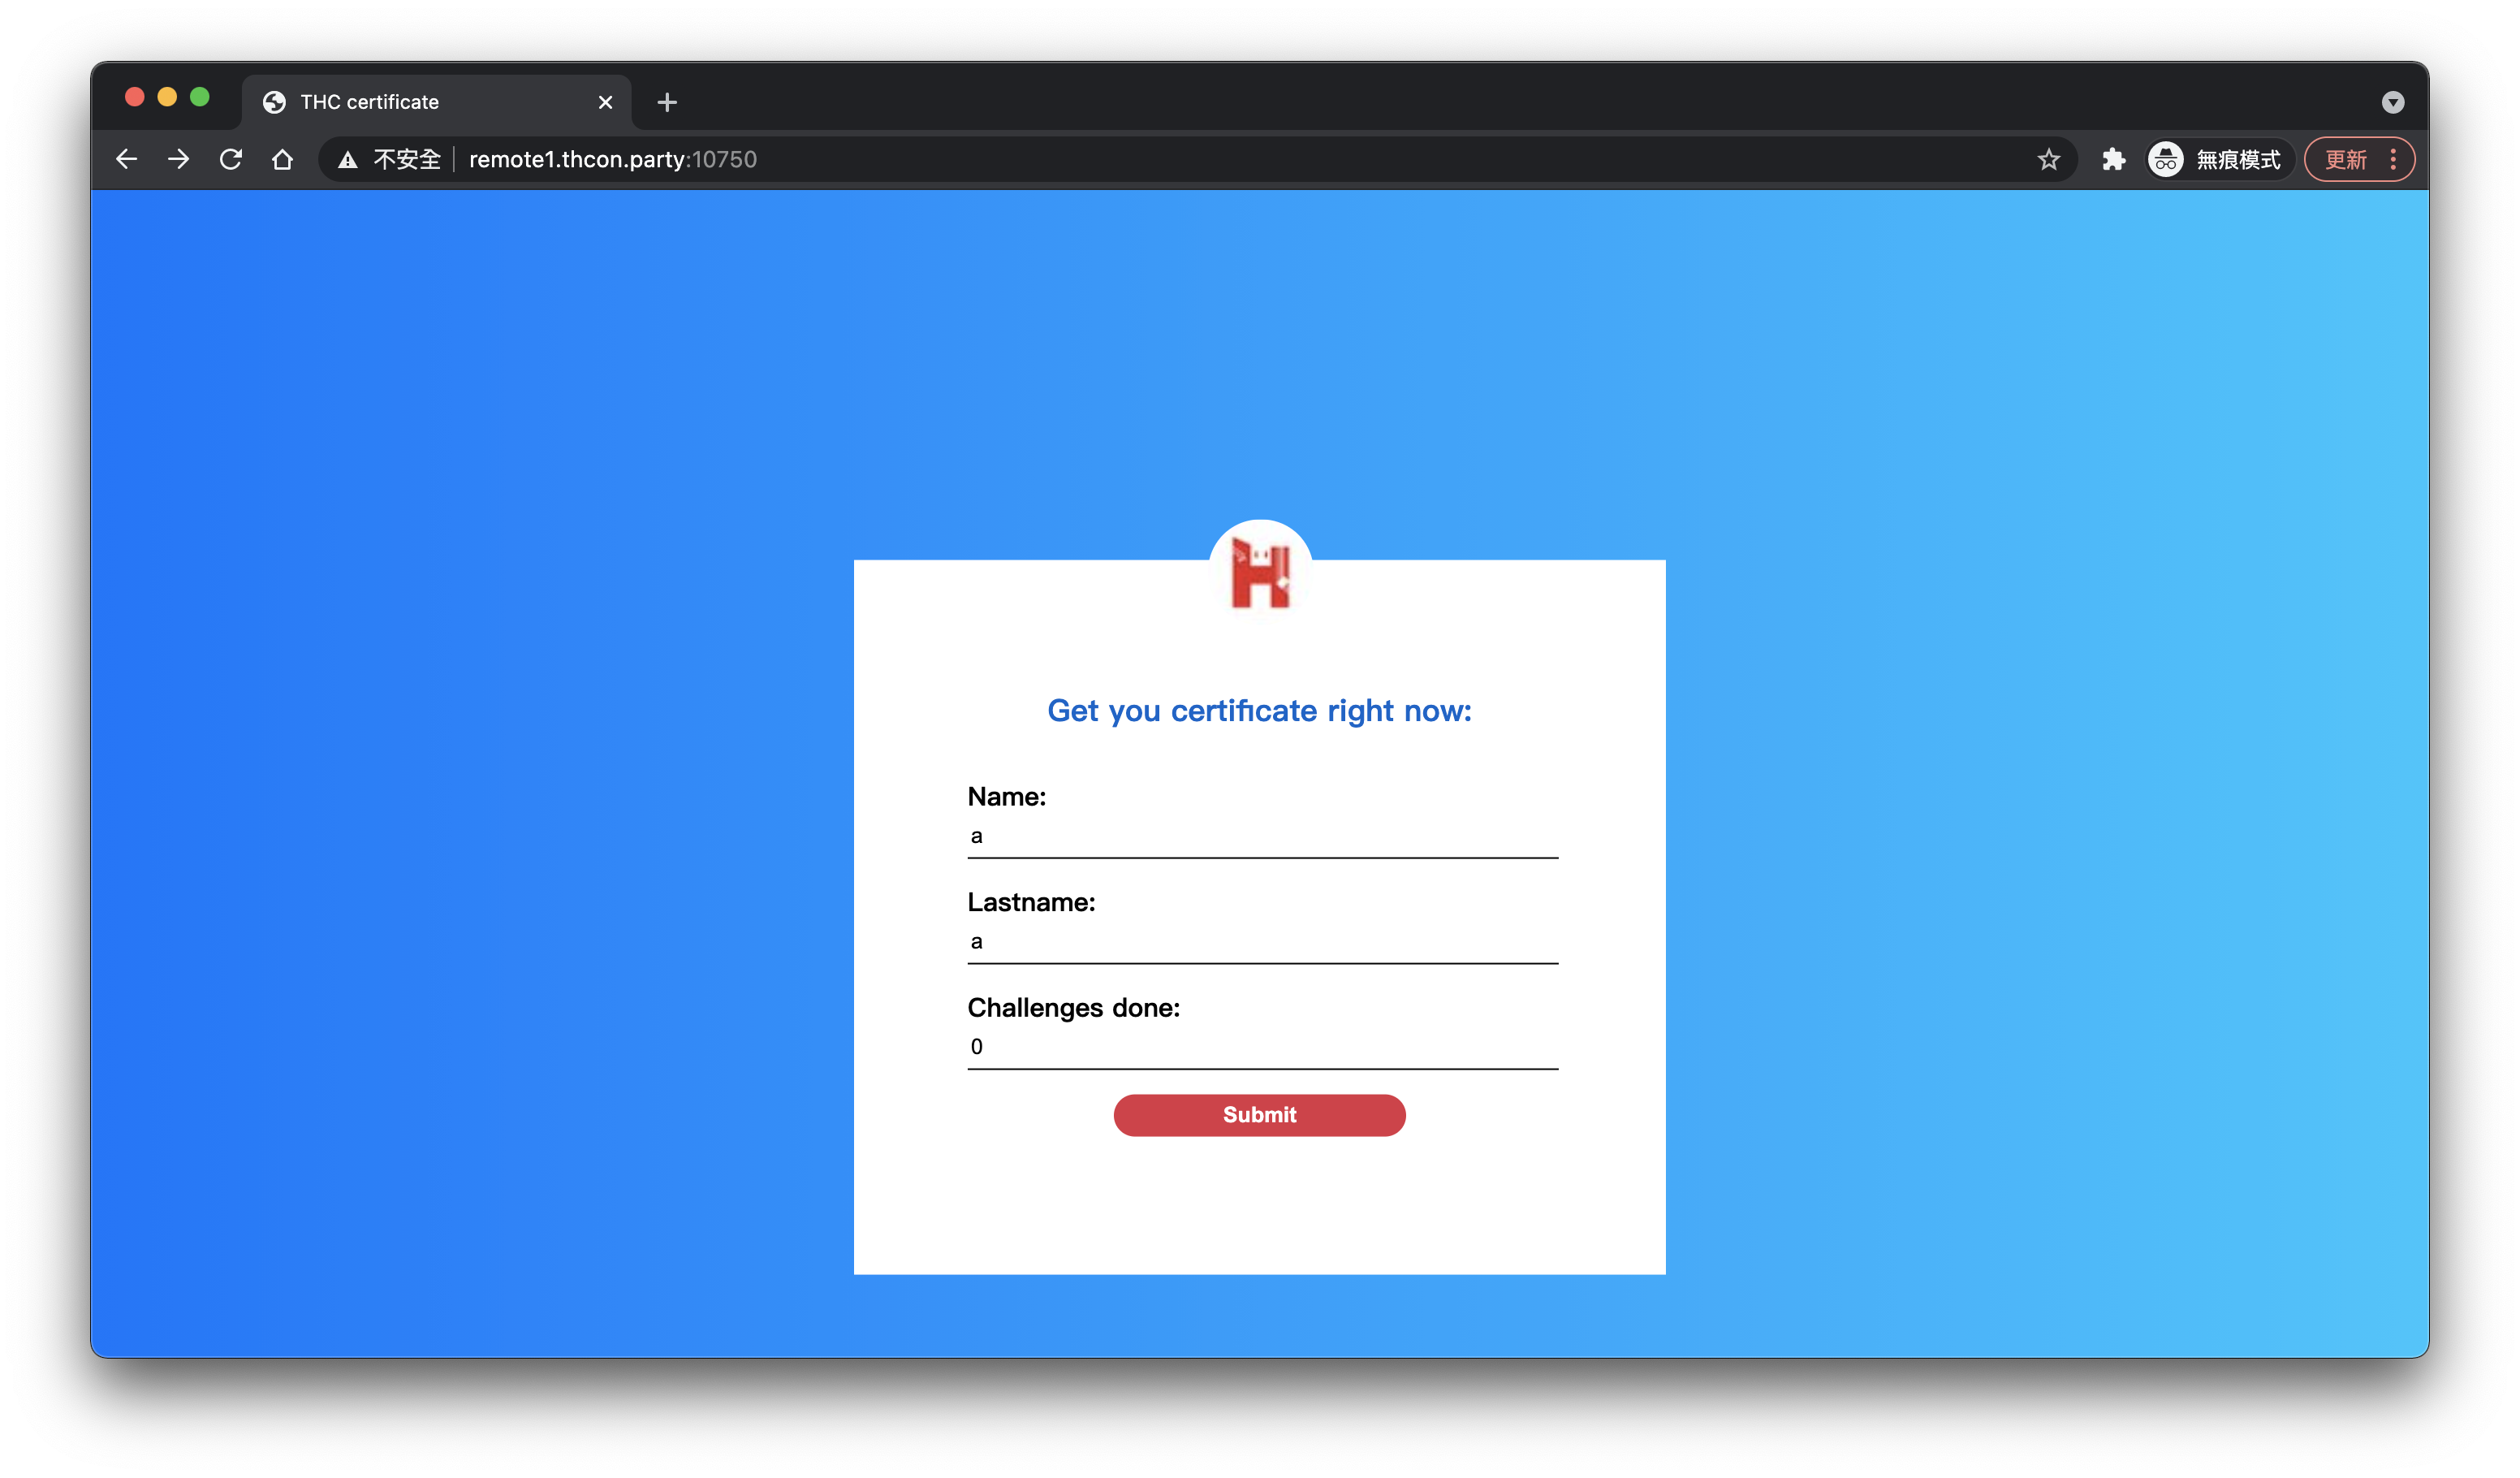 THC certificate
不安全 remote1.thcon.party:10750 無痕模式 更新
Get you certificate right now:
Name:
a
Lastname:
a
Challenges done:
0
Submit